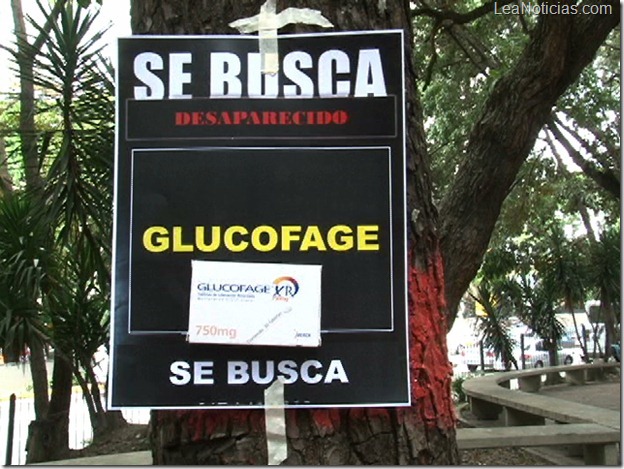 LeaNoticias.com
SE BUSCA
DESAPARECIDO
GLUCOFAGE
GLUCOFAGE XR
750mg
SE BUSCA